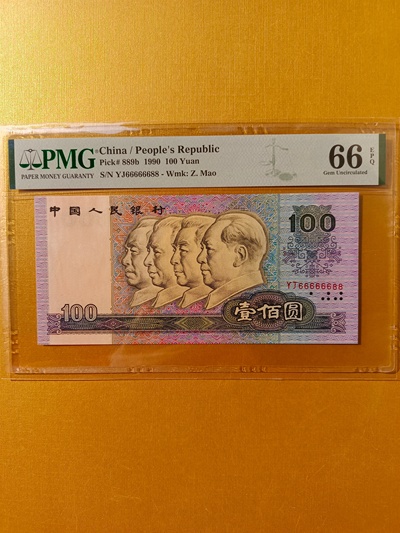 PMG
PAPER MONEY GUARANTY
China / People's Republic
Pick# 889b 1990 100 Yuan
S/N YJ66666688 - Wmk: Z. Mao
66 EPQ
Gem Uncirculated
中国人民银行
100
YJ66666688
100
壹佰圆